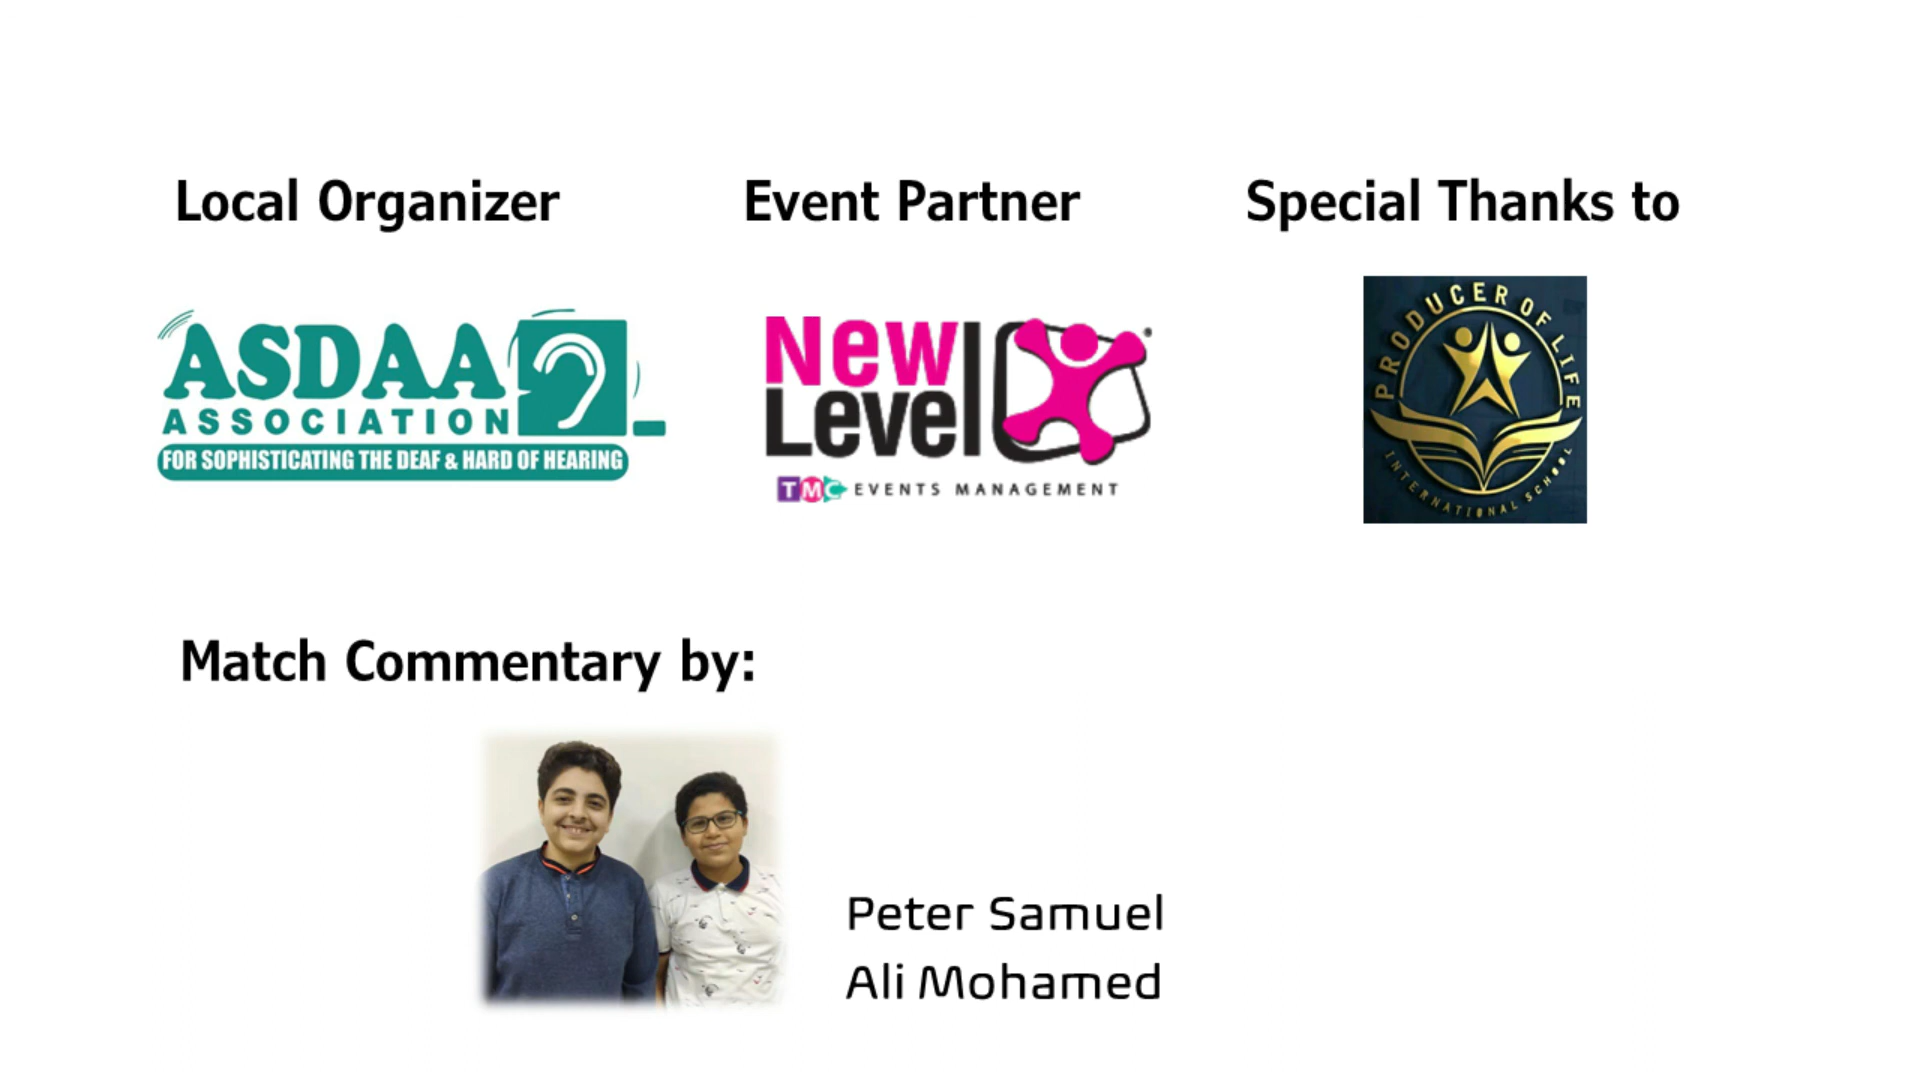 Local Organizer
Event Partner
Special Thanks to
ASDAA
ASSOCIATION
FOR SOPHISTICATING THE DEAF & HARD OF HEARING
New
Level
TMC EVENTS MANAGEMENT
PRODUCER OF LIFE
INTERNATIONAL SCHOOL
Match Commentary by:
Peter Samuel
Ali Mohamed